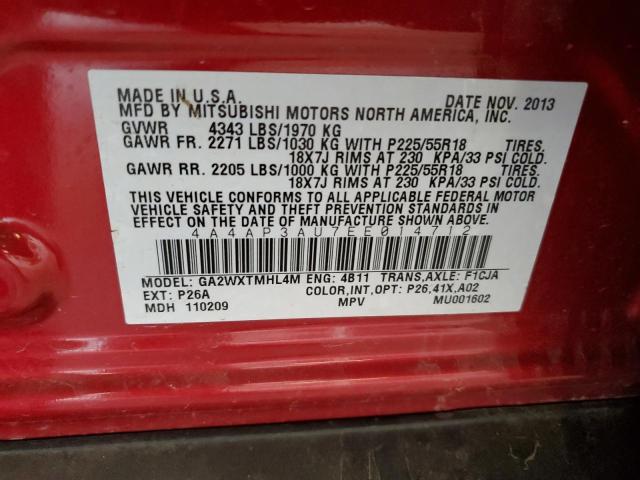 MADE IN U.S.A. DATE NOV. 2013
MFD BY MITSUBISHI MOTORS NORTH AMERICA, INC.
GVWR 4343 LBS/1970 KG
GAWR FR. 2271 LBS/1030 KG WITH P225/55R18 TIRES.
18X7J RIMS AT 230 KPA/33 PSI COLD.
GAWR RR. 2205 LBS/1000 KG WITH P225/55R18 TIRES.
18X7J RIMS AT 230 KPA/33 PSI COLD.
THIS VEHICLE CONFORMS TO ALL APPLICABLE FEDERAL MOTOR
VEHICLE SAFETY AND THEFT PREVENTION STANDARDS IN
EFFECT ON THE DATE OF MANUFACTURE SHOWN ABOVE.
4A4AP3AU7EE014712
MODEL: GA2WXTMHL4M ENG: 4B11 TRANS,AXLE: F1CJA
EXT: P26A COLOR,INT,OPT: P26,41X,A02
MDH 110209 MPV MU001602